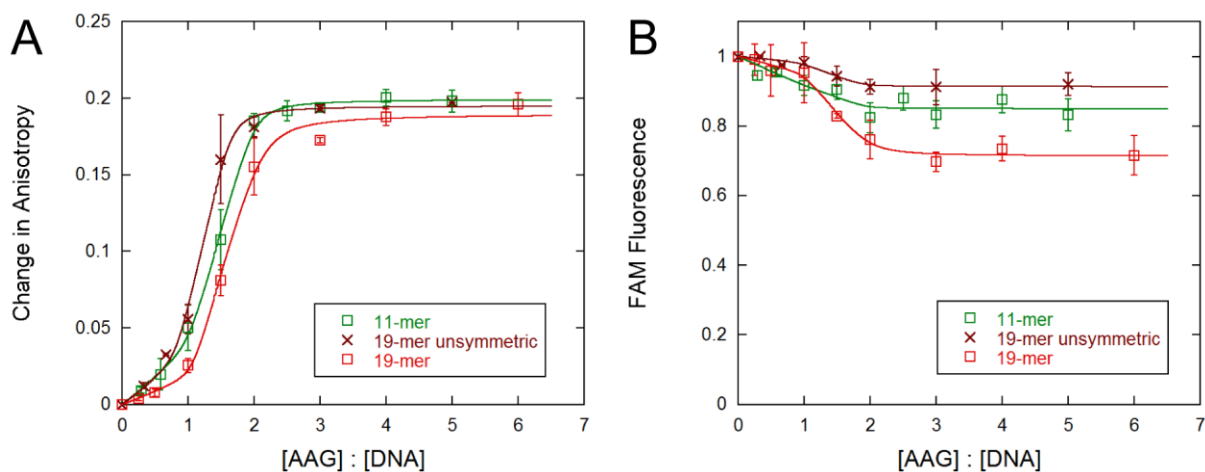 A
Change in Anisotropy
0.25
0.2
0.15
0.1
0.05
0
0 1 2 3 4 5 6 7
[AAG] : [DNA]
11-mer
19-mer unsymmetric
19-mer
B
FAM Fluorescence
1
0.8
0.6
0.4
0.2
0
0 1 2 3 4 5 6 7
[AAG] : [DNA]
11-mer
19-mer unsymmetric
19-mer